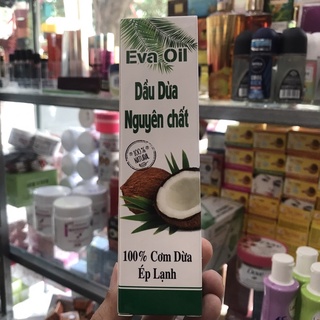 Eva Oil
Dầu Dừa
Nguyên chất
100%
NATURAL
100% Cơm Dừa
Ép Lạnh